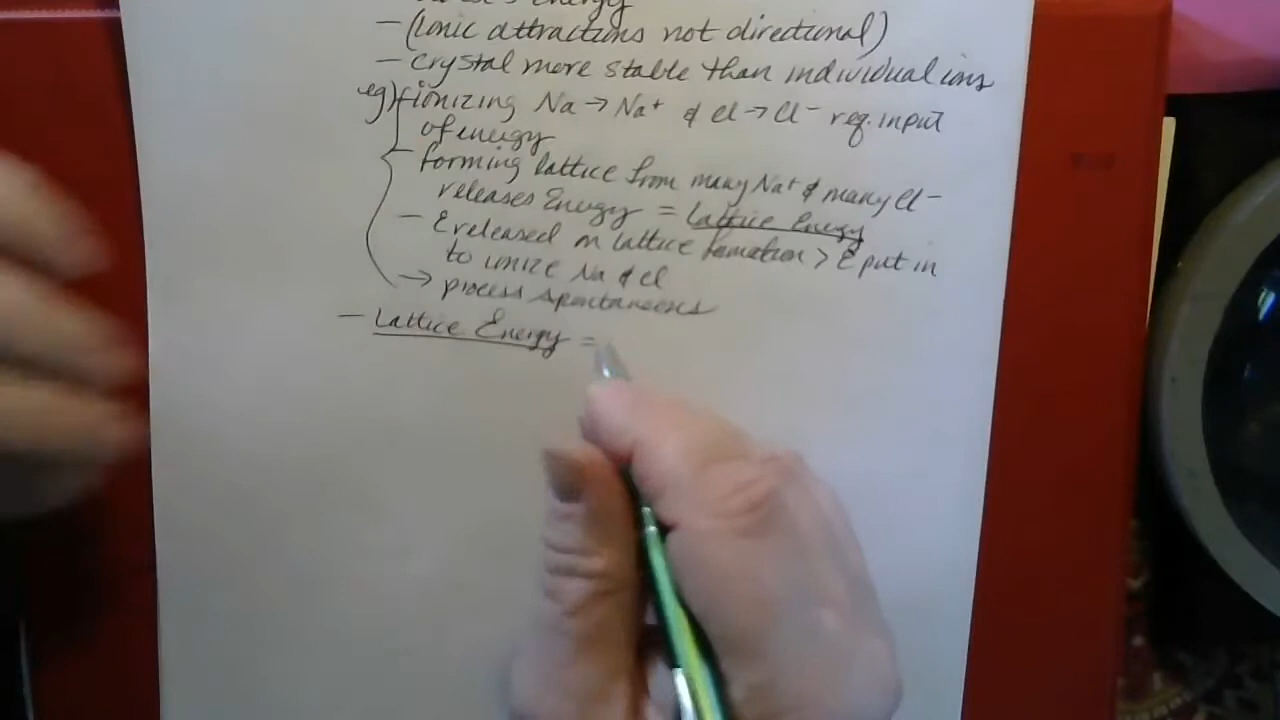 Energy
- (Ionic attractions not directional)
- crystal more stable than individual ions
eg) ionizing Na → Na⁺ & Cl → Cl⁻ req. input
of energy
forming lattice from many Na⁺ & many Cl⁻
releases Energy = Lattice Energy
- E released in lattice formation > E put in
to ionize Na & Cl
→ process spontaneous
- Lattice Energy =